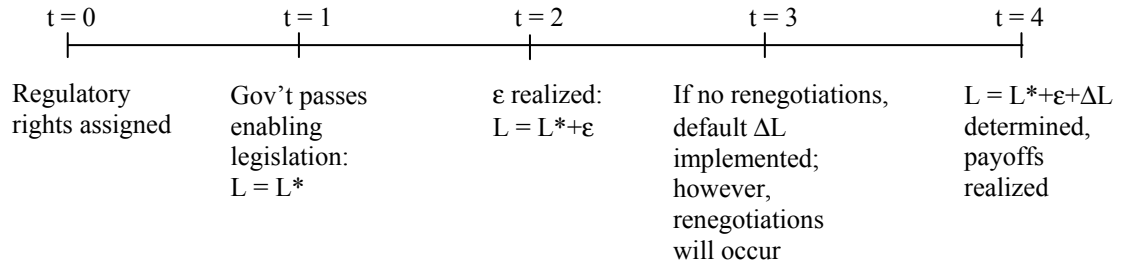 t = 0
t = 1
t = 2
t = 3
t = 4
Regulatory
rights assigned
Gov't passes
enabling
legislation:
L = L*
ε realized:
L = L*+ε
If no renegotiations,
default ΔL
implemented;
however,
renegotiations
will occur
L = L*+ε+ΔL
determined,
payoffs
realized